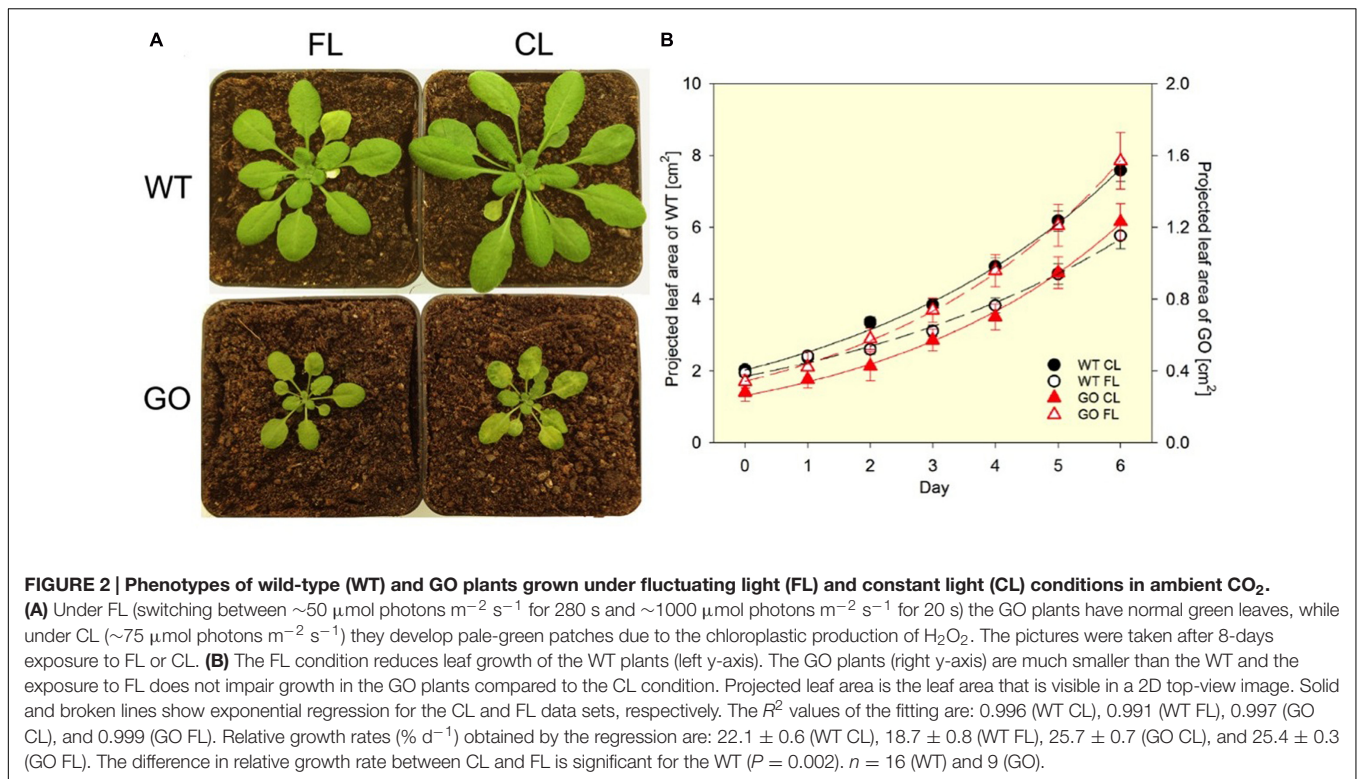 A
FL
CL
WT
GO
B
10
8
6
4
2
0
Projected leaf area of WT [cm²]
2.0
1.6
1.2
0.8
0.4
0.0
Projected leaf area of GO [cm²]
WT CL
WT FL
GO CL
GO FL
0 1 2 3 4 5 6
Day
FIGURE 2 | Phenotypes of wild-type (WT) and GO plants grown under fluctuating light (FL) and constant light (CL) conditions in ambient CO₂.
(A) Under FL (switching between ∼50 μmol photons m⁻² s⁻¹ for 280 s and ∼1000 μmol photons m⁻² s⁻¹ for 20 s) the GO plants have normal green leaves, while
under CL (∼75 μmol photons m⁻² s⁻¹) they develop pale-green patches due to the chloroplastic production of H₂O₂. The pictures were taken after 8-days
exposure to FL or CL. (B) The FL condition reduces leaf growth of the WT plants (left y-axis). The GO plants (right y-axis) are much smaller than the WT and the
exposure to FL does not impair growth in the GO plants compared to the CL condition. Projected leaf area is the leaf area that is visible in a 2D top-view image. Solid
and broken lines show exponential regression for the CL and FL data sets, respectively. The R² values of the fitting are: 0.996 (WT CL), 0.991 (WT FL), 0.997 (GO
CL), and 0.999 (GO FL). Relative growth rates (% d⁻¹) obtained by the regression are: 22.1 ± 0.6 (WT CL), 18.7 ± 0.8 (WT FL), 25.7 ± 0.7 (GO CL), and 25.4 ± 0.3
(GO FL). The difference in relative growth rate between CL and FL is significant for the WT (P = 0.002). n = 16 (WT) and 9 (GO).